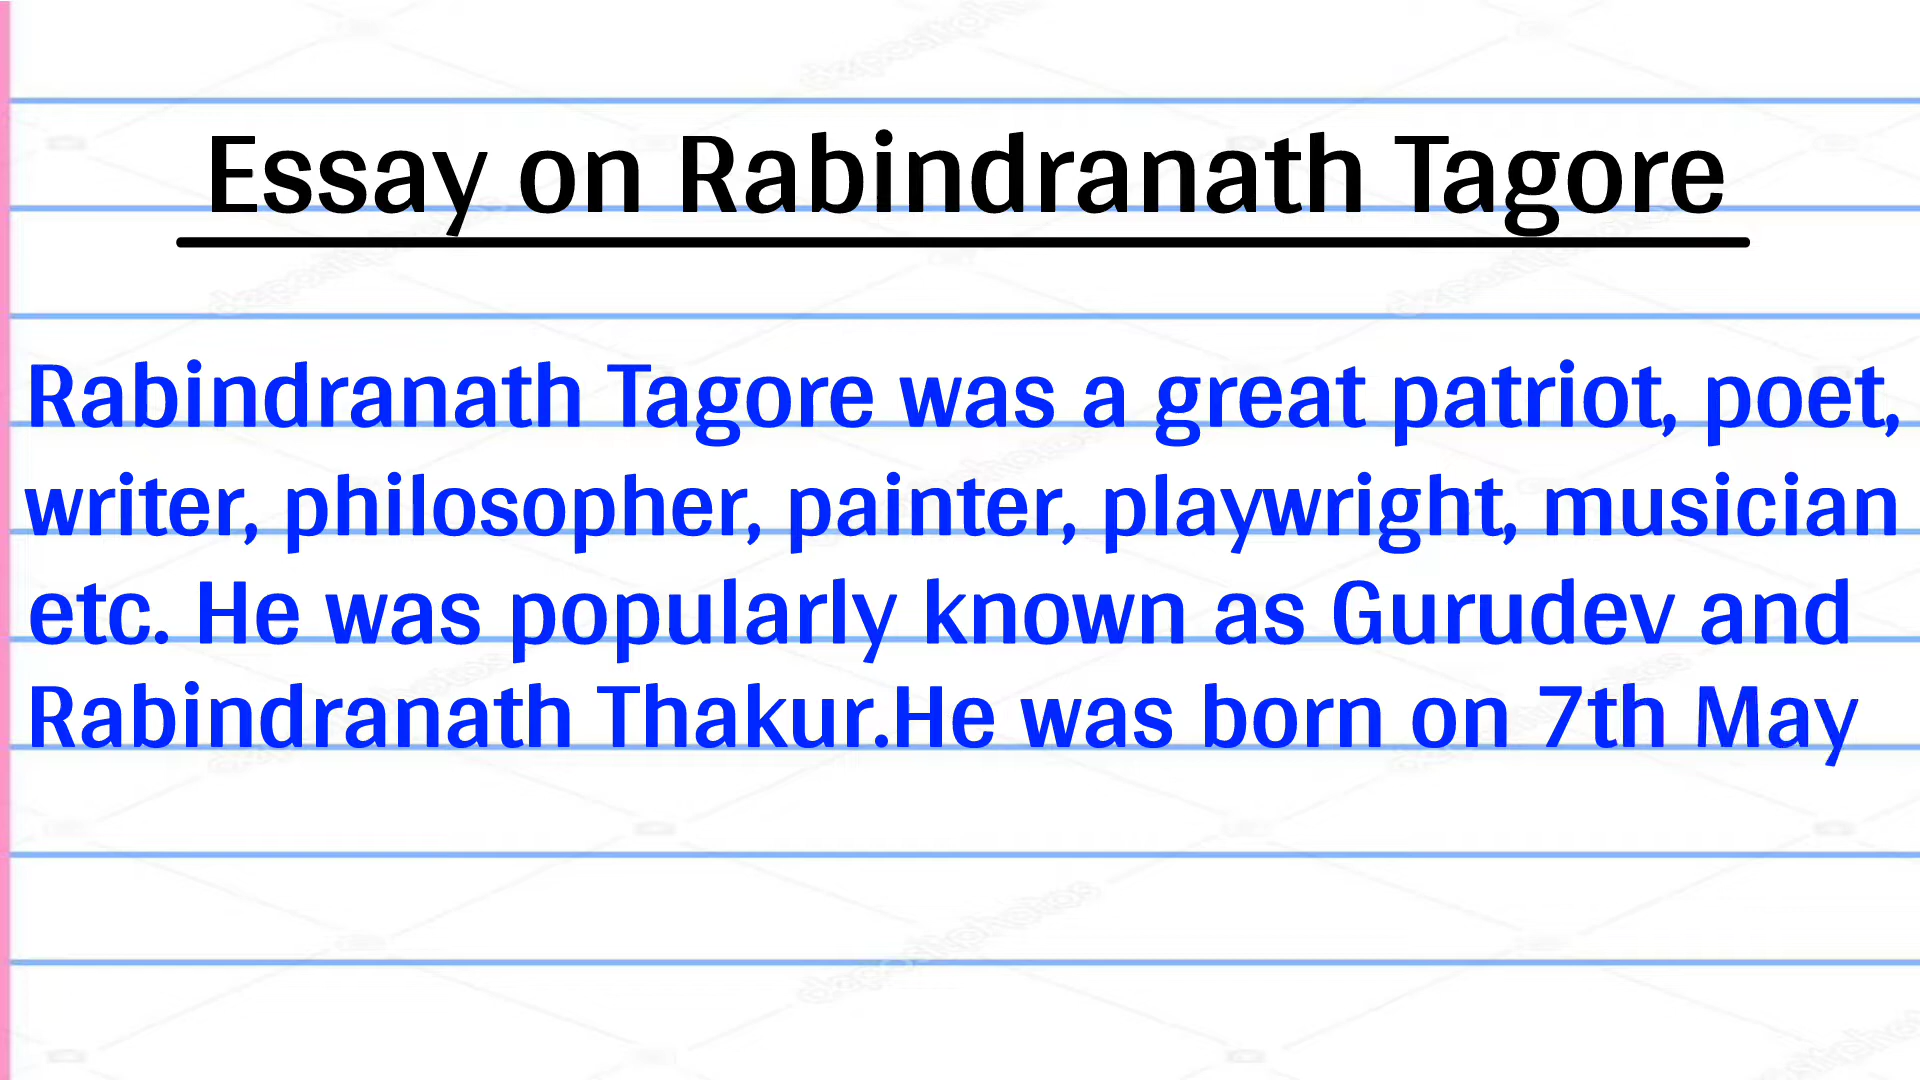 Essay on Rabindranath Tagore
Rabindranath Tagore was a great patriot, poet,
writer, philosopher, painter, playwright, musician
etc. He was popularly known as Gurudev and
Rabindranath Thakur.He was born on 7th May